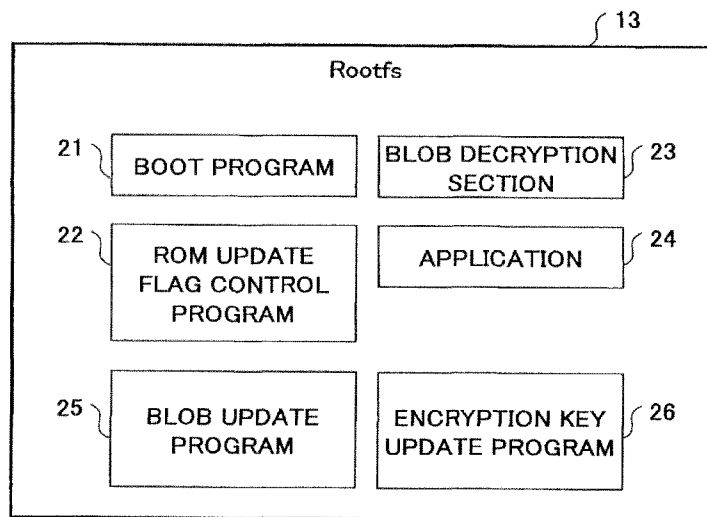 13
Rootfs
21
BOOT PROGRAM
BLOB DECRYPTION
SECTION
23
22
ROM UPDATE
FLAG CONTROL
PROGRAM
APPLICATION
24
25
BLOB UPDATE
PROGRAM
ENCRYPTION KEY
UPDATE PROGRAM
26